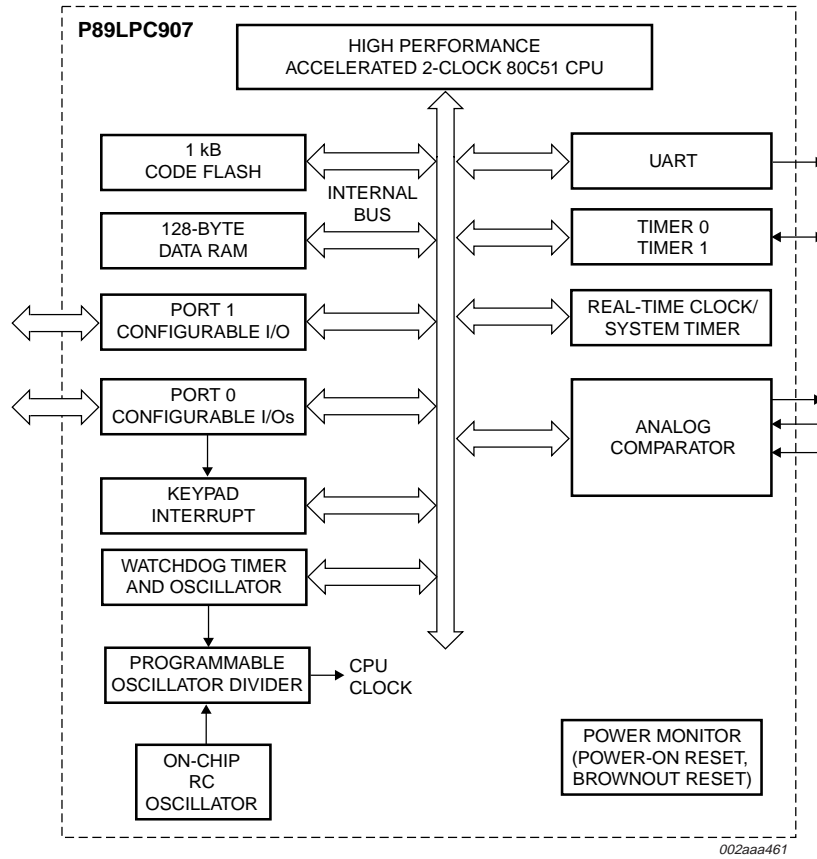 P89LPC907
HIGH PERFORMANCE
ACCELERATED 2-CLOCK 80C51 CPU
1 kB
CODE FLASH
UART
INTERNAL
BUS
128-BYTE
DATA RAM
TIMER 0
TIMER 1
PORT 1
CONFIGURABLE I/O
REAL-TIME CLOCK/
SYSTEM TIMER
PORT 0
CONFIGURABLE I/Os
ANALOG
COMPARATOR
KEYPAD
INTERRUPT
WATCHDOG TIMER
AND OSCILLATOR
PROGRAMMABLE
OSCILLATOR DIVIDER
CPU
CLOCK
ON-CHIP
RC
OSCILLATOR
POWER MONITOR
(POWER-ON RESET,
BROWNOUT RESET)
002aaa461